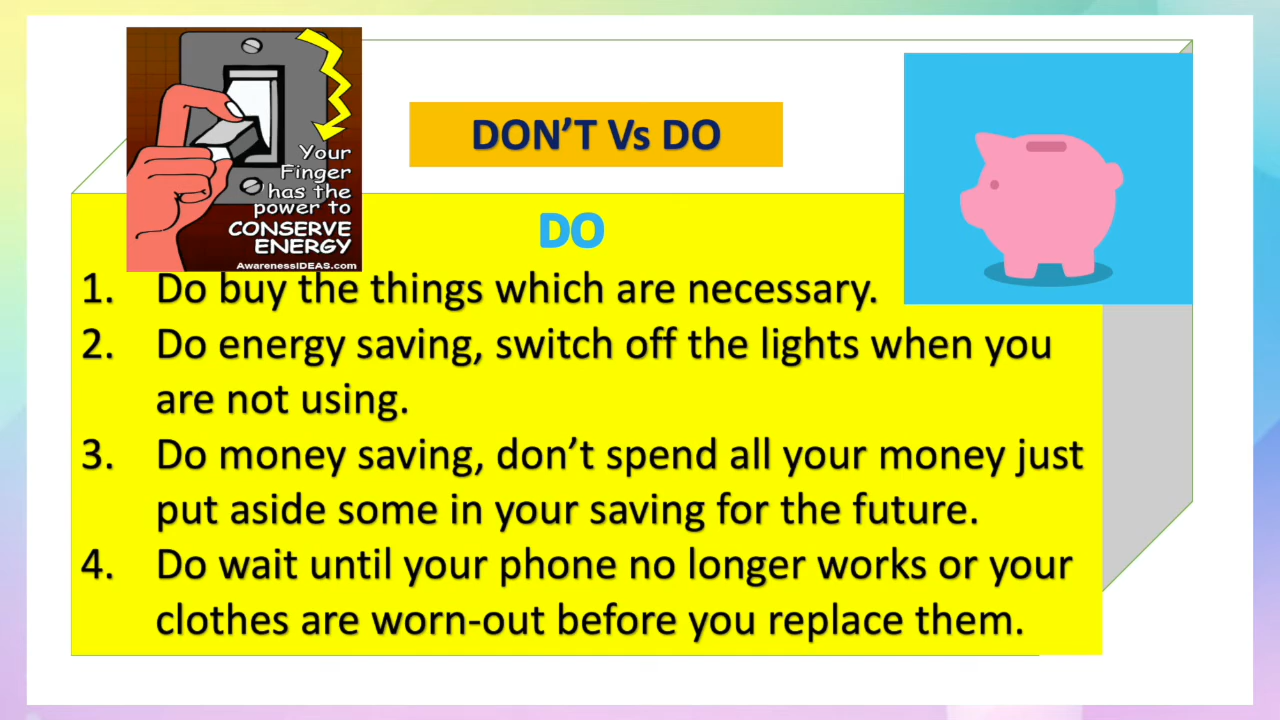 DON'T Vs DO
Your
Finger
has the
power to
CONSERVE
ENERGY
AwarenessIDEAS.com
DO
1. Do buy the things which are necessary.
2. Do energy saving, switch off the lights when you
are not using.
3. Do money saving, don't spend all your money just
put aside some in your saving for the future.
4. Do wait until your phone no longer works or your
clothes are worn-out before you replace them.